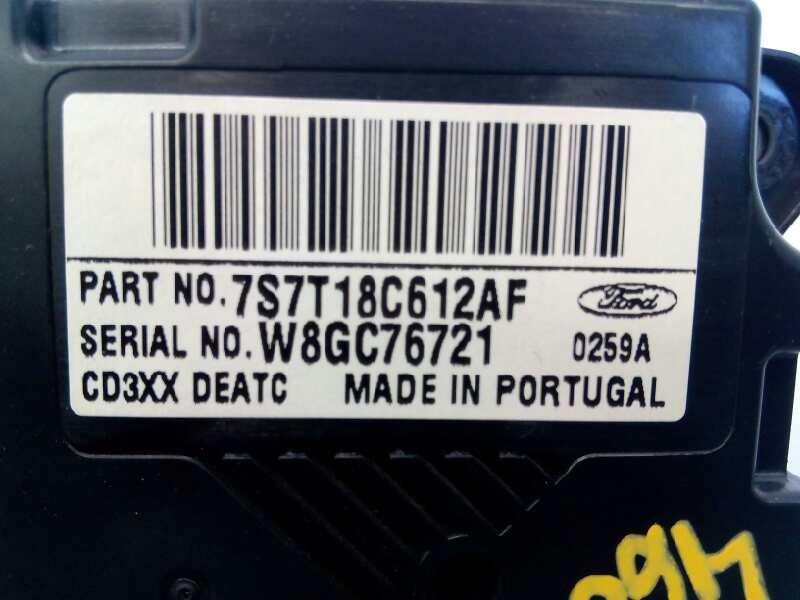 PART NO. 7S7T18C612AF Ford
SERIAL NO. W8GC76721 0259A
CD3XX DEATC MADE IN PORTUGAL